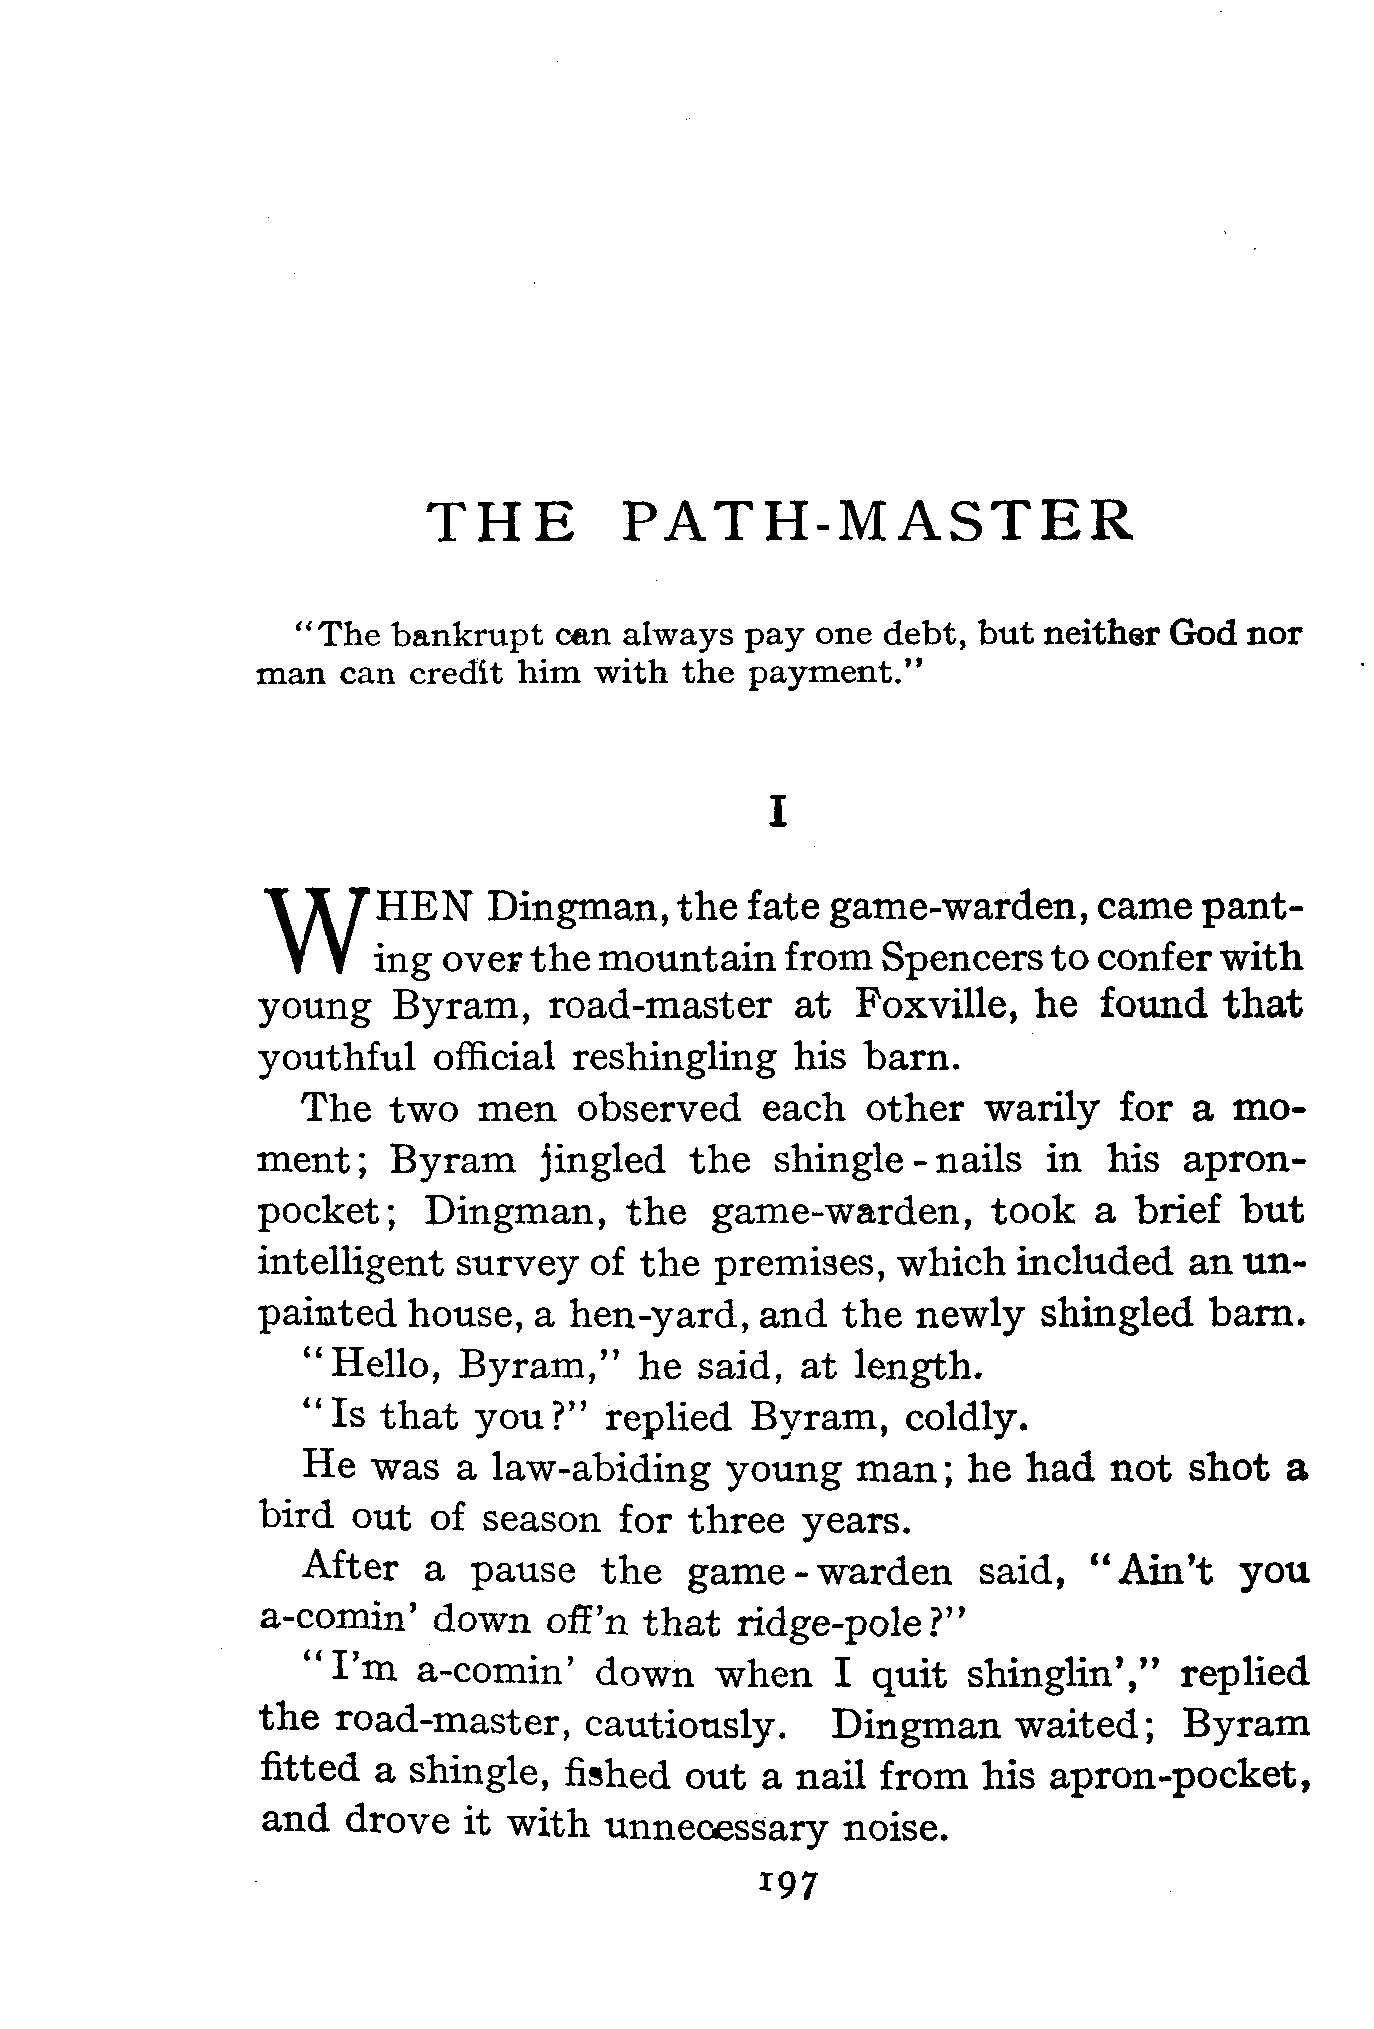 THE PATH-MASTER
"The bankrupt can always pay one debt, but neither God nor
man can credit him with the payment."
I
WHEN Dingman, the fate game-warden, came pant-
ing over the mountain from Spencers to confer with
young Byram, road-master at Foxville, he found that
youthful official reshingling his barn.
The two men observed each other warily for a mo-
ment; Byram jingled the shingle-nails in his apron-
pocket; Dingman, the game-warden, took a brief but
intelligent survey of the premises, which included an un-
painted house, a hen-yard, and the newly shingled barn.
"Hello, Byram," he said, at length.
"Is that you?" replied Byram, coldly.
He was a law-abiding young man; he had not shot a
bird out of season for three years.
After a pause the game-warden said, "Ain't you
a-comin' down off'n that ridge-pole?"
"I'm a-comin' down when I quit shinglin'," replied
the road-master, cautiously. Dingman waited; Byram
fitted a shingle, fished out a nail from his apron-pocket,
and drove it with unnecessary noise.
197